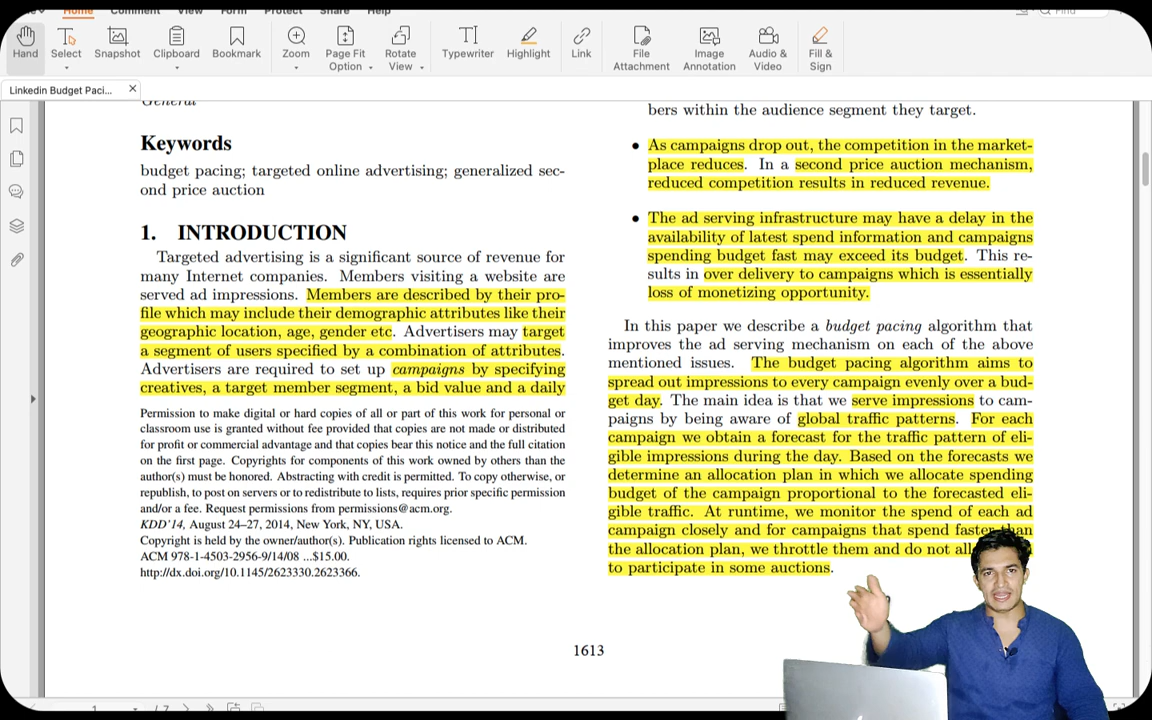 Home Comment View Form Protect Share Help Find
Hand Select Snapshot Clipboard Bookmark Zoom Page Fit Option Rotate View Typewriter Highlight Link File Attachment Image Annotation Audio & Video Fill & Sign
Linkedin Budget Paci... ×
General
Keywords
budget pacing; targeted online advertising; generalized sec-
ond price auction
1. INTRODUCTION
Targeted advertising is a significant source of revenue for
many Internet companies. Members visiting a website are
served ad impressions. Members are described by their pro-
file which may include their demographic attributes like their
geographic location, age, gender etc. Advertisers may target
a segment of users specified by a combination of attributes.
Advertisers are required to set up campaigns by specifying
creatives, a target member segment, a bid value and a daily
Permission to make digital or hard copies of all or part of this work for personal or
classroom use is granted without fee provided that copies are not made or distributed
for profit or commercial advantage and that copies bear this notice and the full citation
on the first page. Copyrights for components of this work owned by others than the
author(s) must be honored. Abstracting with credit is permitted. To copy otherwise, or
republish, to post on servers or to redistribute to lists, requires prior specific permission
and/or a fee. Request permissions from permissions@acm.org.
KDD'14, August 24–27, 2014, New York, NY, USA.
Copyright is held by the owner/author(s). Publication rights licensed to ACM.
ACM 978-1-4503-2956-9/14/08 ...$15.00.
http://dx.doi.org/10.1145/2623330.2623366.
bers within the audience segment they target.
• As campaigns drop out, the competition in the market-
place reduces. In a second price auction mechanism,
reduced competition results in reduced revenue.
• The ad serving infrastructure may have a delay in the
availability of latest spend information and campaigns
spending budget fast may exceed its budget. This re-
sults in over delivery to campaigns which is essentially
loss of monetizing opportunity.
In this paper we describe a budget pacing algorithm that
improves the ad serving mechanism on each of the above
mentioned issues. The budget pacing algorithm aims to
spread out impressions to every campaign evenly over a bud-
get day. The main idea is that we serve impressions to cam-
paigns by being aware of global traffic patterns. For each
campaign we obtain a forecast for the traffic pattern of eli-
gible impressions during the day. Based on the forecasts we
determine an allocation plan in which we allocate spending
budget of the campaign proportional to the forecasted eli-
gible traffic. At runtime, we monitor the spend of each ad
campaign closely and for campaigns that spend faster than
the allocation plan, we throttle them and do not
to participate in some auctions.
1613
1 / 7